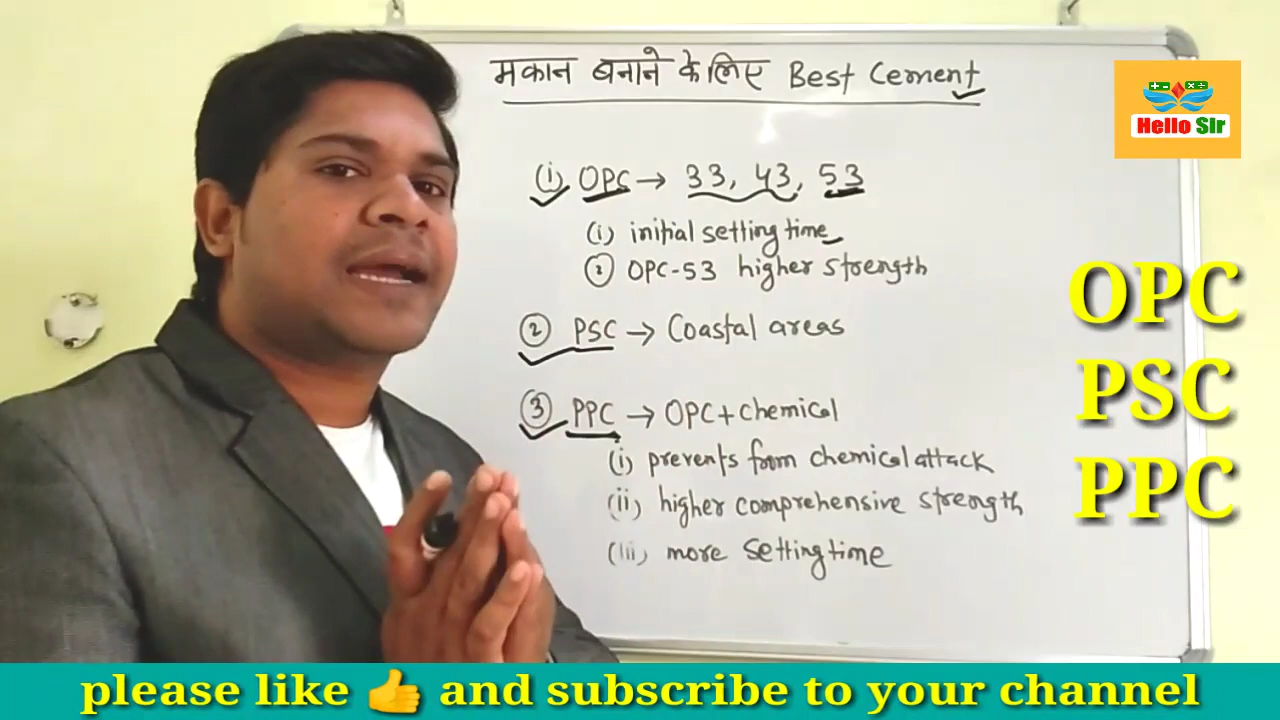 मकान बनाने के लिए Best Cement
Hello SIr
(i) OPC → 33, 43, 53
(i) initial setting time
② OPC-53 higher strength
② PSC → Coastal areas
③ PPC → OPC+chemical
(i) prevents from chemical attack
(ii) higher comprehensive strength
(iii) more setting time
OPC
PSC
PPC
please like 👍 and subscribe to your channel